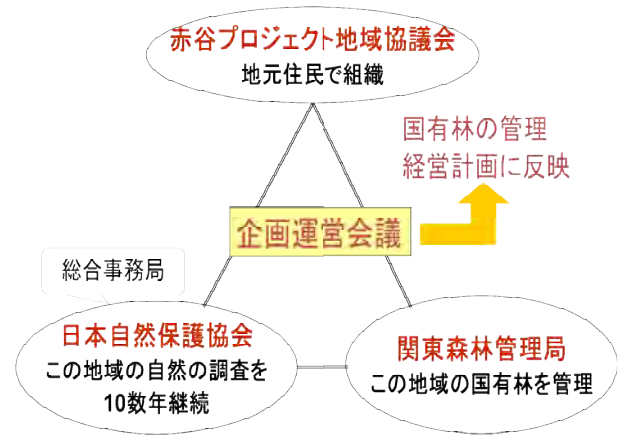 赤谷プロジェクト地域協議会
地元住民で組織
国有林の管理
経営計画に反映
企画運営会議
総合事務局
日本自然保護協会
この地域の自然の調査を
10数年継続
関東森林管理局
この地域の国有林を管理